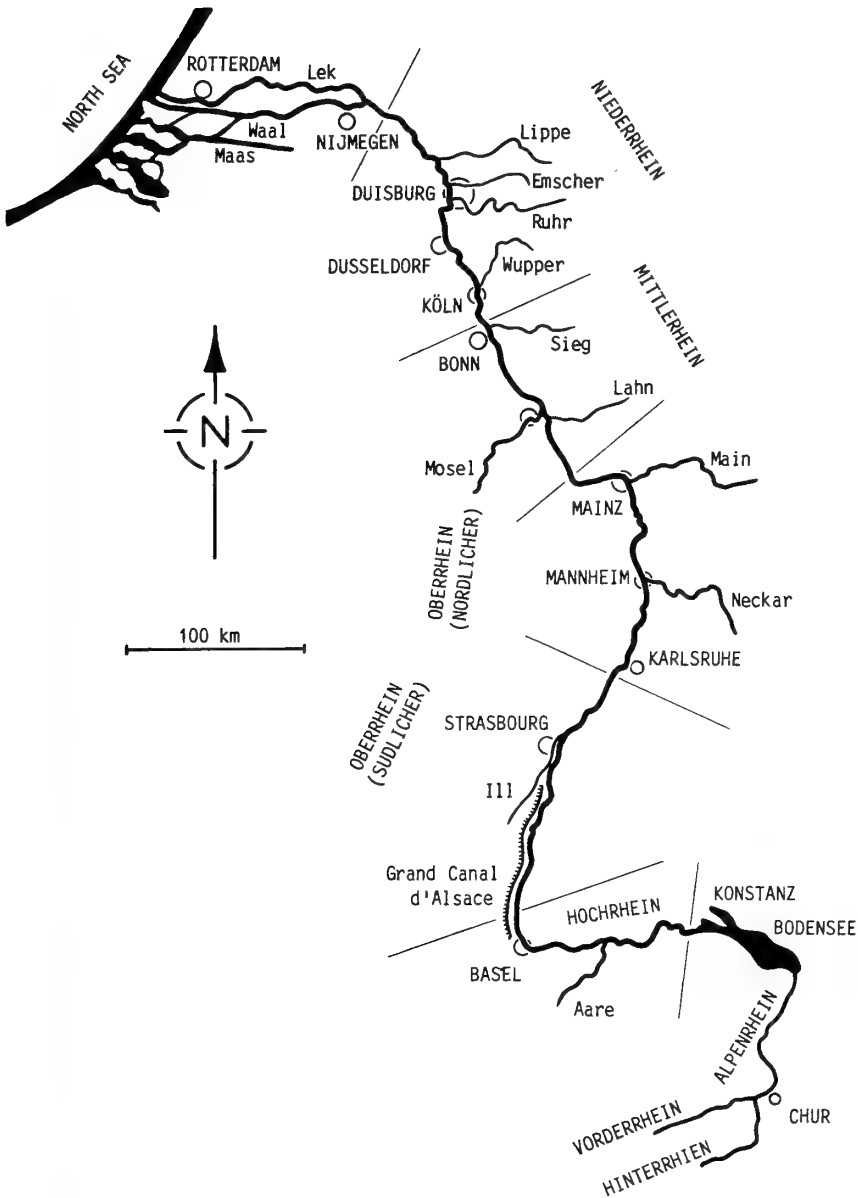 ROTTERDAM
Lek
NORTH SEA
Waal
NIJMEGEN
Maas
NIEDERRHEIN
Lippe
Emscher
DUISBURG
Ruhr
DUSSELDORF
Wupper
KÖLN
MITTLERHEIN
Sieg
BONN
Lahn
N
Mosel
Main
MAINZ
OBERRHEIN
(NORDLICHER)
MANNHEIM
Neckar
100 km
KARLSRUHE
OBERRHEIN
(SUDLICHER)
STRASBOURG
Ill
Grand Canal
d'Alsace
HOCHRHEIN
KONSTANZ
BODENSEE
BASEL
Aare
ALPENRHEIN
CHUR
VORDERRHEIN
HINTERRHIEN